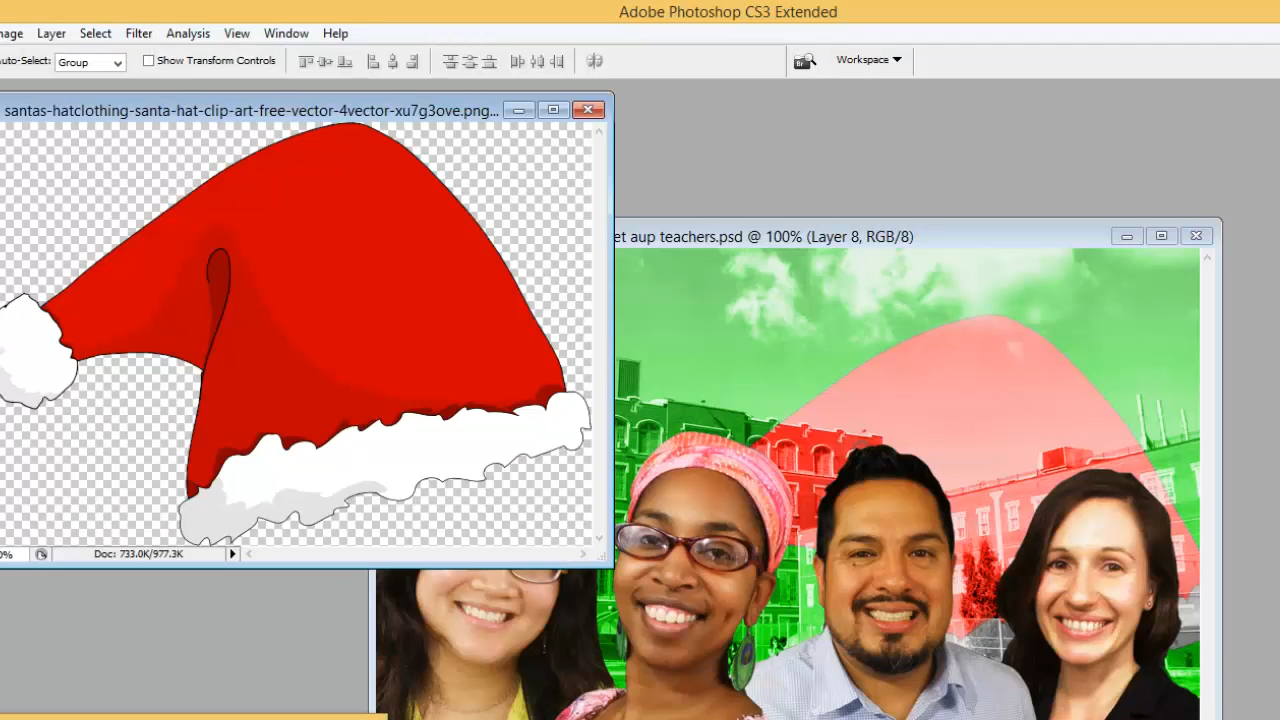 Adobe Photoshop CS3 Extended
mage Layer Select Filter Analysis View Window Help
uto-Select: Group Show Transform Controls Workspace
santas-hatclothing-santa-hat-clip-art-free-vector-4vector-xu7g3ove.png...
et aup teachers.psd @ 100% (Layer 8, RGB/8)
0% Doc: 733.0K/977.3K